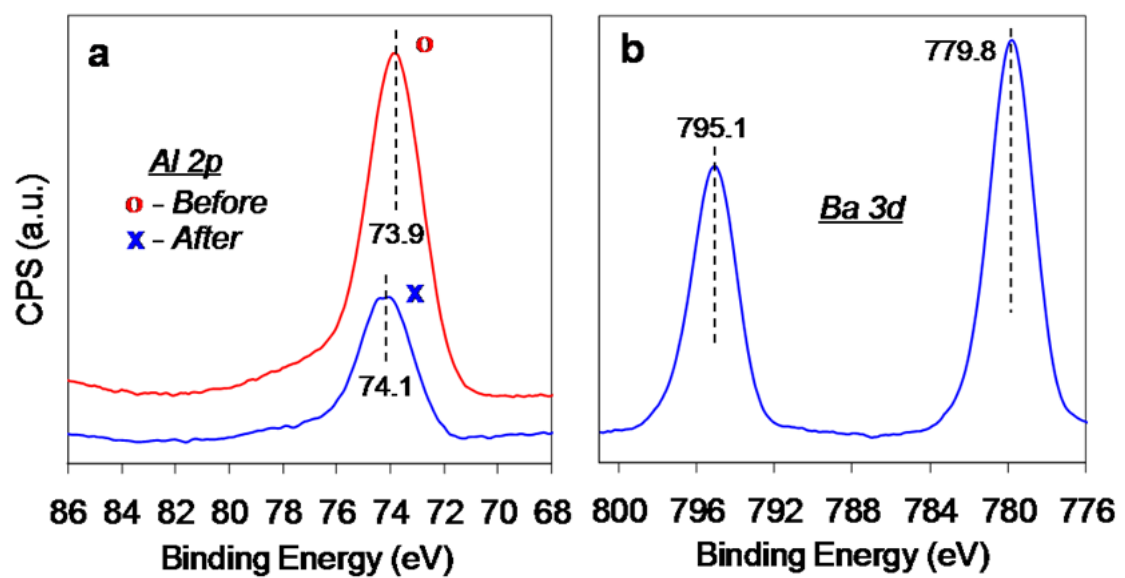 a
o
Al 2p
o - Before
x - After
73.9
x
74.1
CPS (a.u.)
86 84 82 80 78 76 74 72 70 68
Binding Energy (eV)
b
779.8
795.1
Ba 3d
800 796 792 788 784 780 776
Binding Energy (eV)